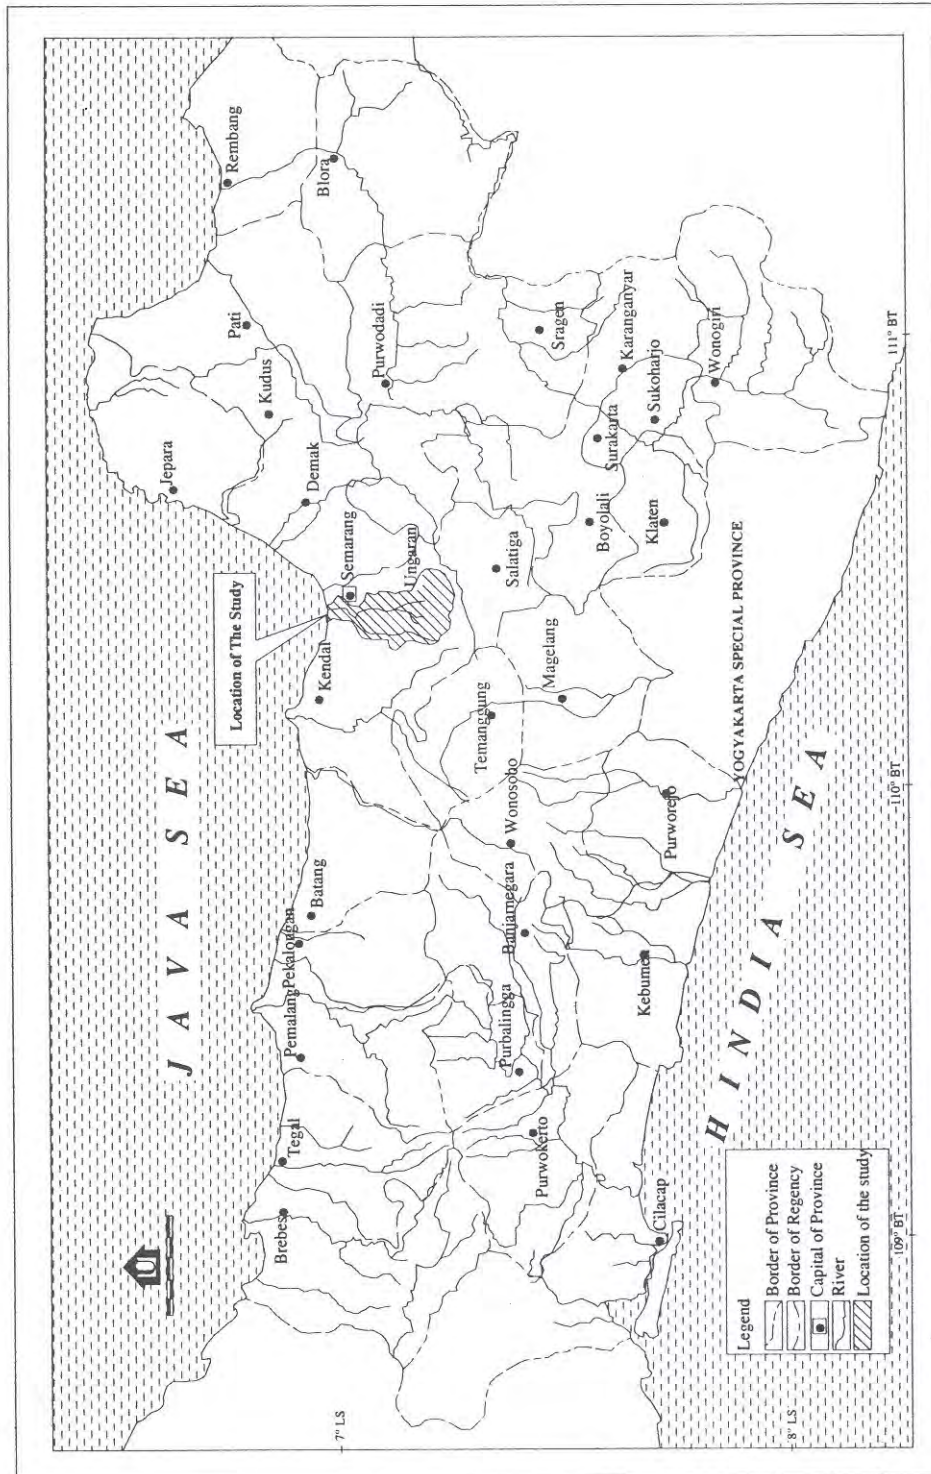 JAVA SEA
Location of The Study
Rembang
Blora
Pati
Kudus
Jepara
Demak
Purwodadi
Semarang
Ungaran
Kendal
Batang
Pekalongan
Pemalang
Tegal
Brebes
Sragen
Karanganyar
Sukoharjo
Surakarta
Wonogiri
Boyolali
Klaten
Salatiga
Magelang
Temanggung
Wonosobo
Banjarnegara
Purbalingga
Purwokerto
Purworejo
Kebumen
Cilacap
YOGYAKARTA SPECIAL PROVINCE
HINDIA SEA
U
7° LS
8° LS
109° BT
110° BT
111° BT
Legend
Border of Province
Border of Regency
Capital of Province
River
Location of the study